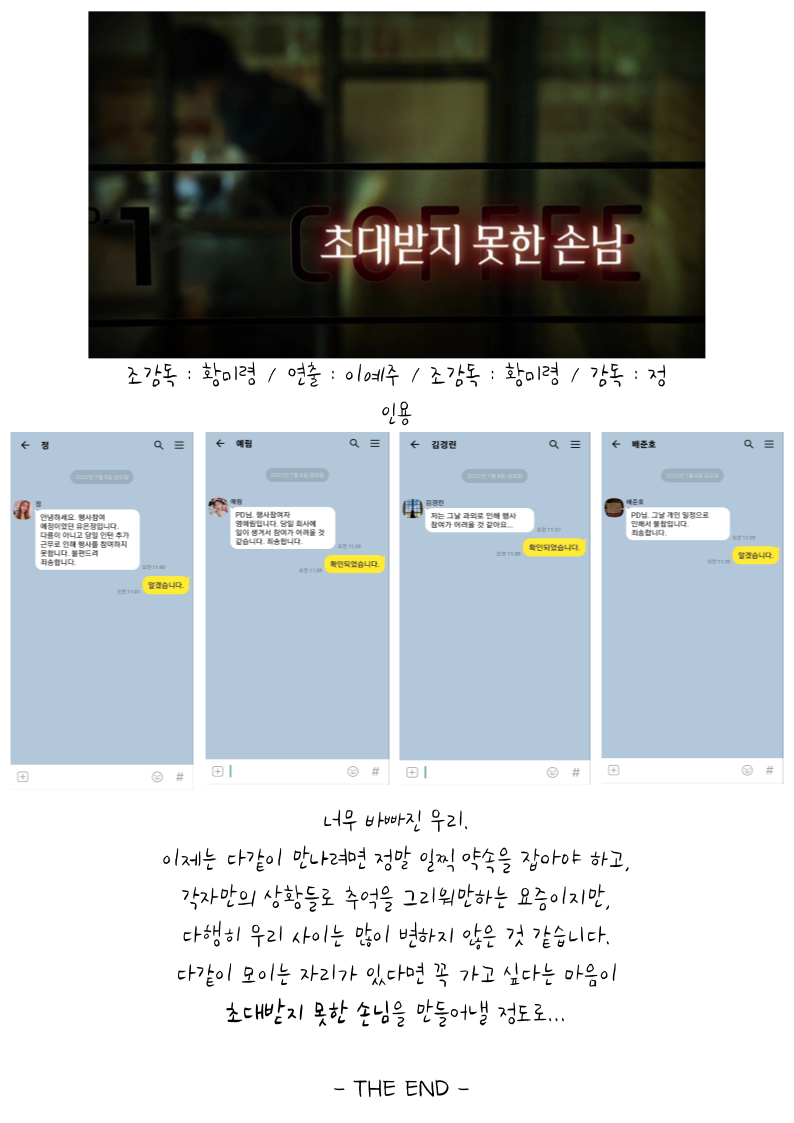 초대받지 못한 손님
1 COFFEE
조감독 : 황미령 / 연출 : 이예주 / 조감독 : 황미령 / 감독 : 정
인용
정
2022년 7월 8일 금요일
정
안녕하세요. 행사참여
예정이었던 유은정입니다.
다름이 아니고 당일 인턴 추가
근무로 인해 행사를 참여하지
못합니다. 불편드려
죄송합니다.
오전 11:40
알겠습니다.
오전 11:41
예림
2022년 7월 8일 금요일
예림
PD님. 행사참여자
염예림입니다. 당일 회사에
일이 생겨서 참여가 어려울 것
같습니다. 죄송합니다.
오전 11:39
확인되었습니다.
오전 11:39
김경린
2022년 7월 8일 금요일
김경린
저는 그날 과외로 인해 행사
참여가 어려울 것 같아요...
오전 11:37
확인되었습니다.
오전 11:38
배준호
2022년 7월 8일 금요일
배준호
PD님. 그날 개인 일정으로
인해서 불참입니다.
죄송합니다.
오전 11:39
알겠습니다.
오전 11:39
너무 바빠진 우리.
이제는 다같이 만나려면 정말 일찍 약속을 잡아야 하고,
각자만의 상황들로 추억을 그리워만하는 요즘이지만,
다행히 우리 사이는 많이 변하지 않은 것 같습니다.
다같이 모이는 자리가 있다면 꼭 가고 싶다는 마음이
초대받지 못한 손님을 만들어낼 정도로...
- THE END -